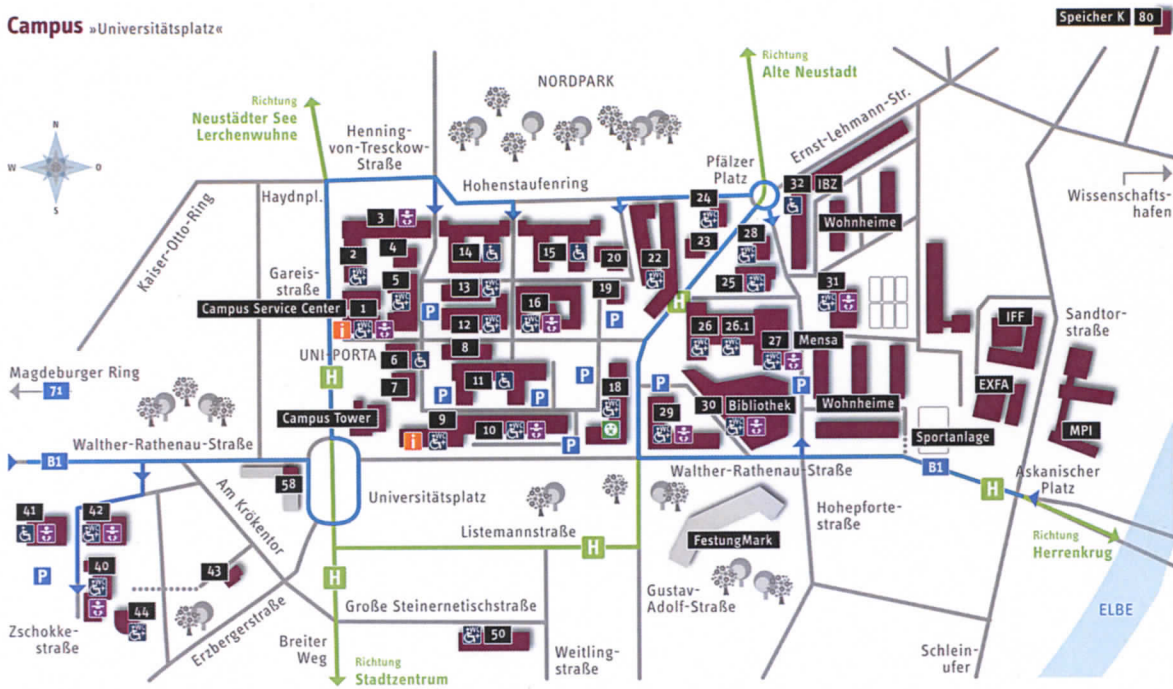 Campus »Universitätsplatz«
Speicher K 80
NORDPARK
Richtung
Alte Neustadt
Richtung
Neustädter See
Lerchenwuhne
Henning-
von-Tresckow-
Straße
Ernst-Lehmann-Str.
Pfälzer
Platz
N
W O
S
Kaiser-Otto-Ring
Haydnpl.
Hohenstaufenring
24
32 IBZ
Wissenschafts-
hafen
3
Wohnheime
2
4
14
15
20
22
23
28
Gareis-
straße
5
13
16
19
25
31
Campus Service Center 1
P
P
H
IFF
Sandtor-
straße
i
12
26
26.1
27 Mensa
UNI-PORTA
6
8
Magdeburger Ring
71
H
7
11
P
18
P
P
EXFA
P
P
30 Bibliothek
Wohnheime
Campus Tower
9
10
29
Sportanlage
MPI
i
P
Walther-Rathenau-Straße
B1
Walther-Rathenau-Straße
B1
Askanischer
Platz
H
58
Universitätsplatz
Am Krökentor
Hohepforte-
straße
41
42
Listemannstraße
H
FestungMark
Richtung
Herrenkrug
P
40
43
H
Gustav-
Adolf-Straße
44
Große Steinernetischstraße
ELBE
Zschokke-
straße
Erzbergerstraße
Breiter
Weg
50
Weitling-
straße
Schlein-
ufer
Richtung
Stadtzentrum